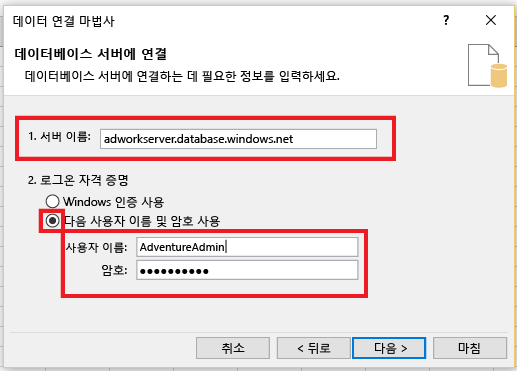 데이터 연결 마법사
?
데이터베이스 서버에 연결
데이터베이스 서버에 연결하는 데 필요한 정보를 입력하세요.
1. 서버 이름: adworkserver.database.windows.net
2. 로그온 자격 증명
Windows 인증 사용
다음 사용자 이름 및 암호 사용
사용자 이름: AdventureAdmin
암호: ●●●●●●●●●●
취소 < 뒤로 다음 > 마침